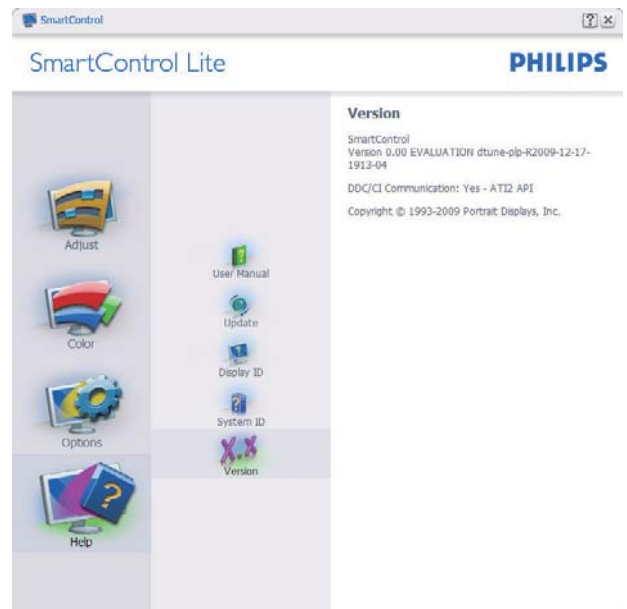 SmartControl
SmartControl Lite
PHILIPS
Adjust
Color
Options
Help
User Manual
Update
Display ID
System ID
X.X
Version
Version
SmartControl
Version 0.00 EVALUATION dtune-plp-R2009-12-17-
1913-04
DDC/CI Communication: Yes - ATI2 API
Copyright © 1993-2009 Portrait Displays, Inc.